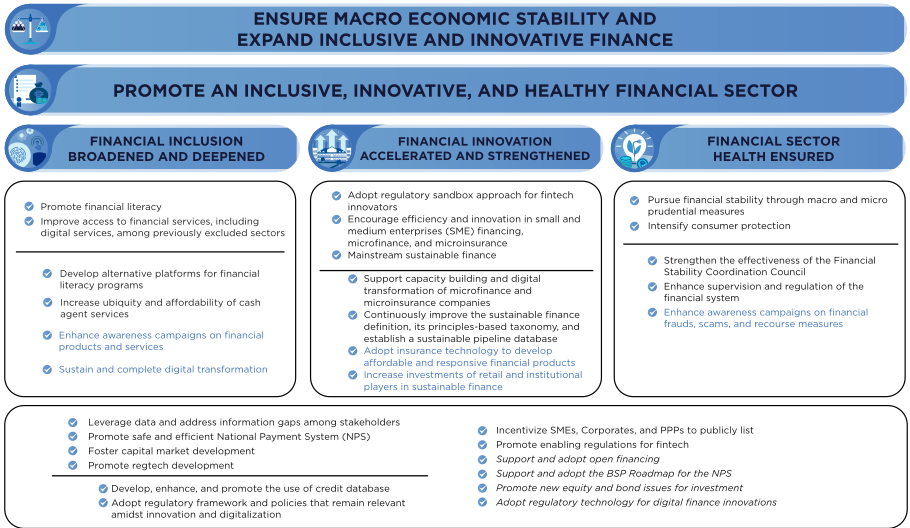 ENSURE MACRO ECONOMIC STABILITY AND
EXPAND INCLUSIVE AND INNOVATIVE FINANCE
PROMOTE AN INCLUSIVE, INNOVATIVE, AND HEALTHY FINANCIAL SECTOR
FINANCIAL INCLUSION
BROADENED AND DEEPENED
Promote financial literacy
Improve access to financial services, including
digital services, among previously excluded sectors
Develop alternative platforms for financial
literacy programs
Increase ubiquity and affordability of cash
agent services
Enhance awareness campaigns on financial
products and services
Sustain and complete digital transformation
FINANCIAL INNOVATION
ACCELERATED AND STRENGTHENED
Adopt regulatory sandbox approach for fintech
innovators
Encourage efficiency and innovation in small and
medium enterprises (SME) financing,
microfinance, and microinsurance
Mainstream sustainable finance
Support capacity building and digital
transformation of microfinance and
microinsurance companies
Continuously improve the sustainable finance
definition, its principles-based taxonomy, and
establish a sustainable pipeline database
Adopt insurance technology to develop
affordable and responsive financial products
Increase investments of retail and institutional
players in sustainable finance
FINANCIAL SECTOR
HEALTH ENSURED
Pursue financial stability through macro and micro
prudential measures
Intensify consumer protection
Strengthen the effectiveness of the Financial
Stability Coordination Council
Enhance supervision and regulation of the
financial system
Enhance awareness campaigns on financial
frauds, scams, and recourse measures
Leverage data and address information gaps among stakeholders
Promote safe and efficient National Payment System (NPS)
Foster capital market development
Promote regtech development
Develop, enhance, and promote the use of credit database
Adopt regulatory framework and policies that remain relevant
amidst innovation and digitalization
Incentivize SMEs, Corporates, and PPPs to publicly list
Promote enabling regulations for fintech
Support and adopt open financing
Support and adopt the BSP Roadmap for the NPS
Promote new equity and bond issues for investment
Adopt regulatory technology for digital finance innovations